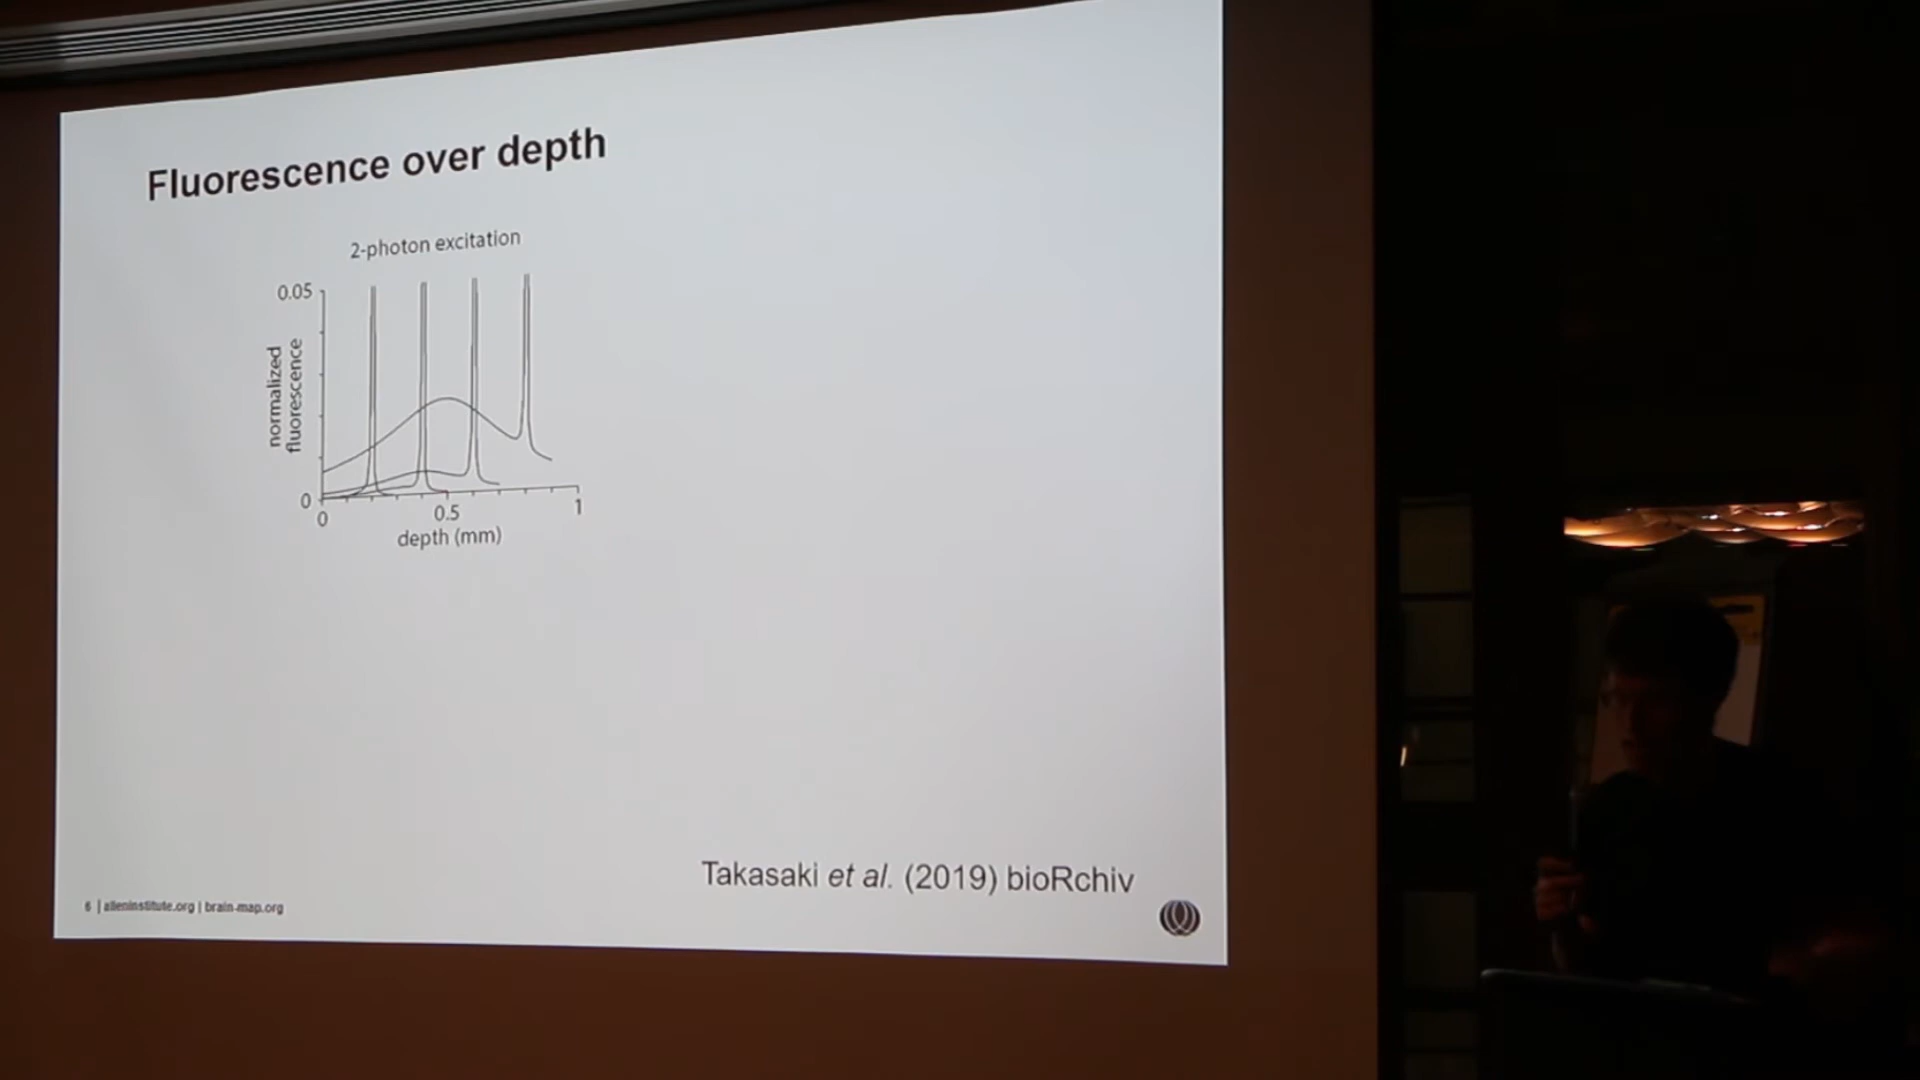 Fluorescence over depth
2-photon excitation
0.05
normalized
fluorescence
0
0
0.5
1
depth (mm)
Takasaki et al. (2019) bioRchiv
6 | alleninstitute.org | brain-map.org